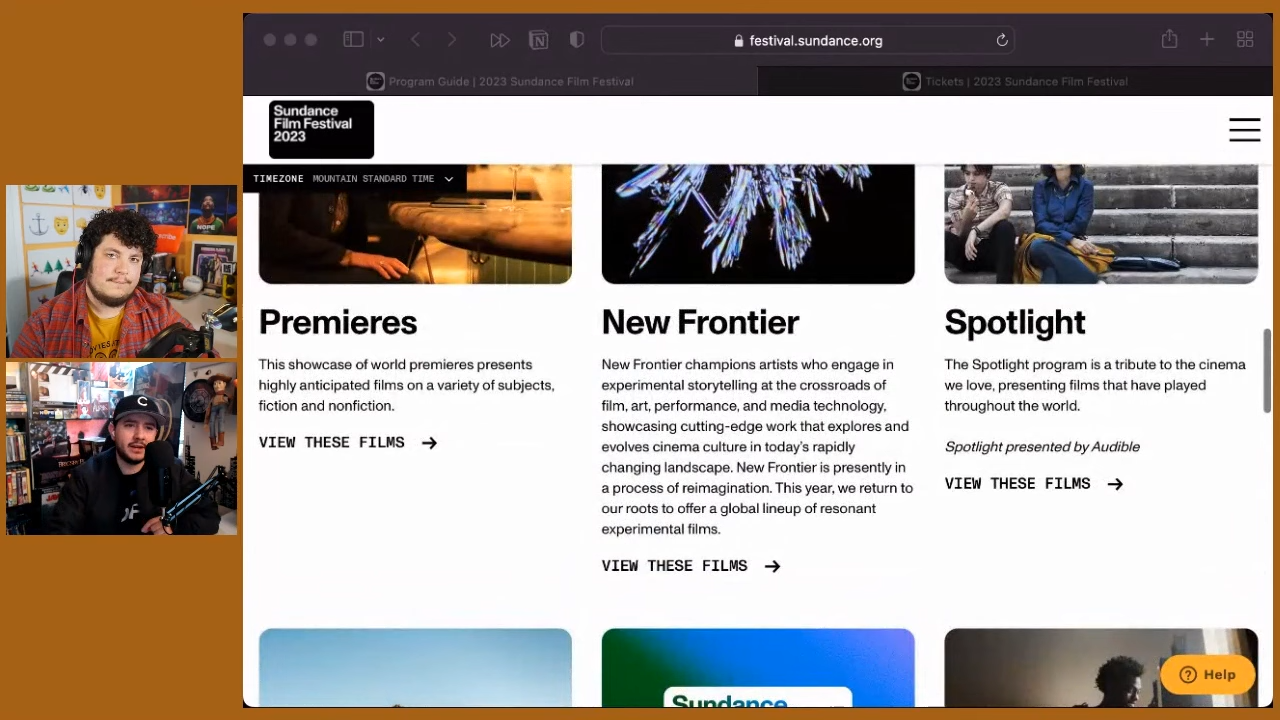 festival.sundance.org
Program Guide | 2023 Sundance Film Festival
Tickets | 2023 Sundance Film Festival
Sundance
Film Festival
2023
TIMEZONE MOUNTAIN STANDARD TIME
NOPE
Premieres
This showcase of world premieres presents
highly anticipated films on a variety of subjects,
fiction and nonfiction.
VIEW THESE FILMS →
New Frontier
New Frontier champions artists who engage in
experimental storytelling at the crossroads of
film, art, performance, and media technology,
showcasing cutting-edge work that explores and
evolves cinema culture in today's rapidly
changing landscape. New Frontier is presently in
a process of reimagination. This year, we return to
our roots to offer a global lineup of resonant
experimental films.
VIEW THESE FILMS →
Spotlight
The Spotlight program is a tribute to the cinema
we love, presenting films that have played
throughout the world.
Spotlight presented by Audible
VIEW THESE FILMS →
Sundance
Help